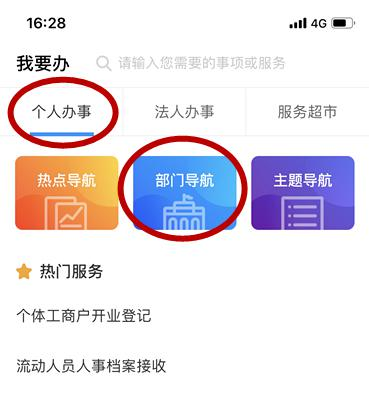 16:28 4G
我要办 请输入您需要的事项或服务
个人办事 法人办事 服务超市
热点导航 部门导航 主题导航
热门服务
个体工商户开业登记
流动人员人事档案接收